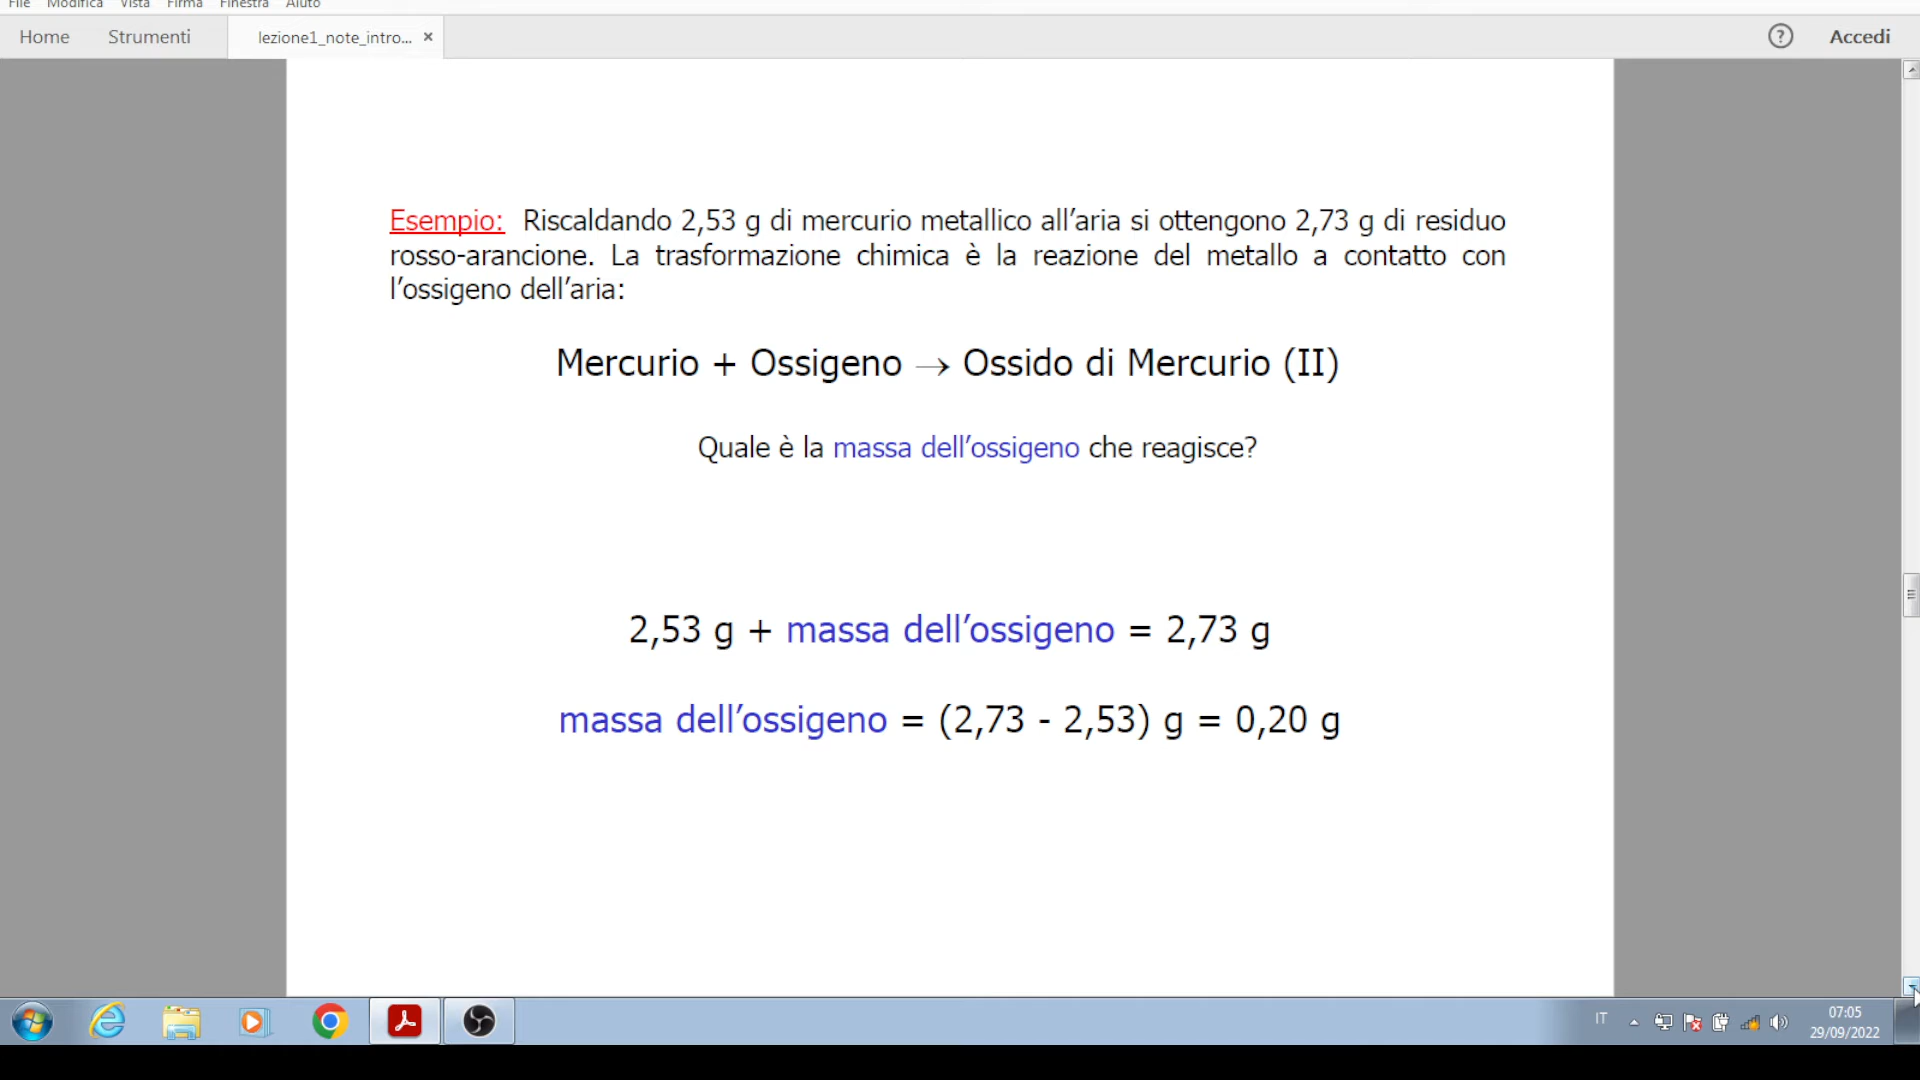 File Modifica Vista Firma Finestra Aiuto
Home Strumenti lezione1_note_intro... × ? Accedi
Esempio: Riscaldando 2,53 g di mercurio metallico all’aria si ottengono 2,73 g di residuo
rosso-arancione. La trasformazione chimica è la reazione del metallo a contatto con
l’ossigeno dell’aria:
Mercurio + Ossigeno → Ossido di Mercurio (II)
Quale è la massa dell’ossigeno che reagisce?
2,53 g + massa dell’ossigeno = 2,73 g
massa dell’ossigeno = (2,73 - 2,53) g = 0,20 g
IT
07:05
29/09/2022